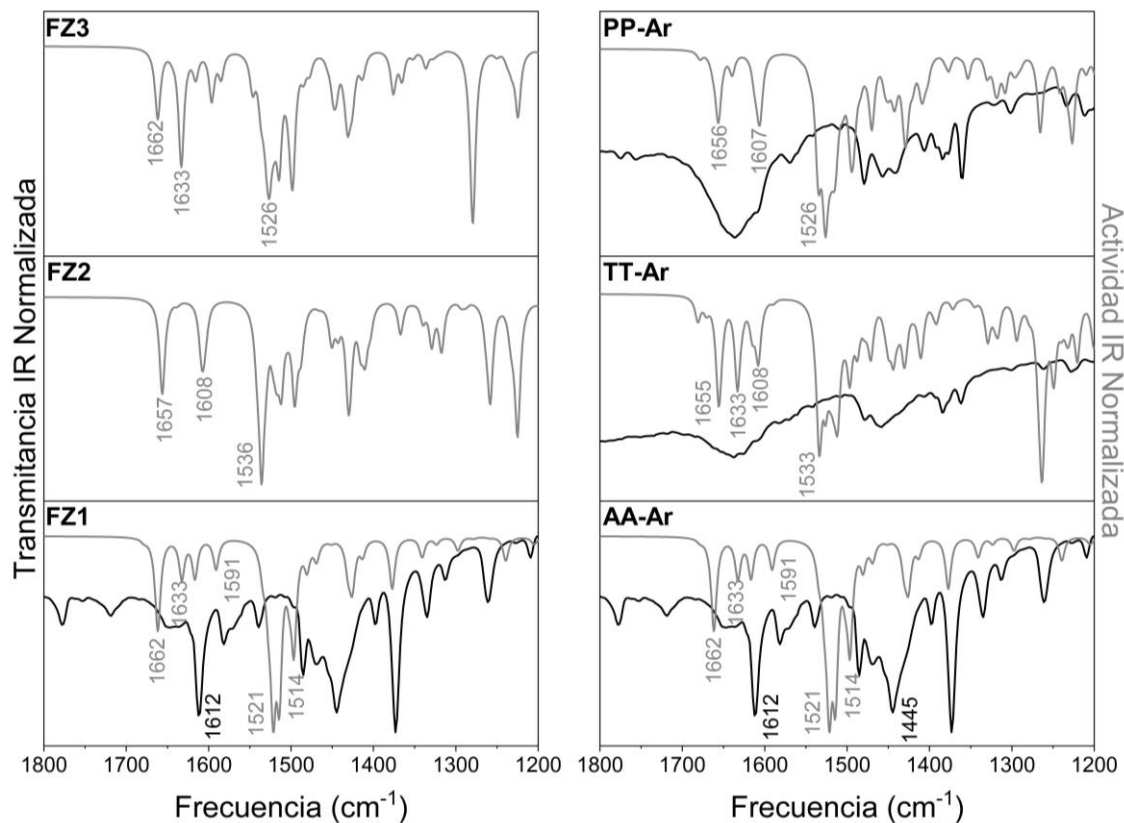 Transmitancia IR Normalizada
FZ3
1662
1633
1526
FZ2
1657
1608
1536
FZ1
1662
1633
1612
1591
1521
1514
1800 1700 1600 1500 1400 1300 1200
Frecuencia (cm⁻¹)
PP-Ar
1656
1607
1526
TT-Ar
1655
1633
1608
1533
AA-Ar
1662
1633
1612
1591
1521
1514
1445
1800 1700 1600 1500 1400 1300 1200
Frecuencia (cm⁻¹)
Actividad IR Normalizada